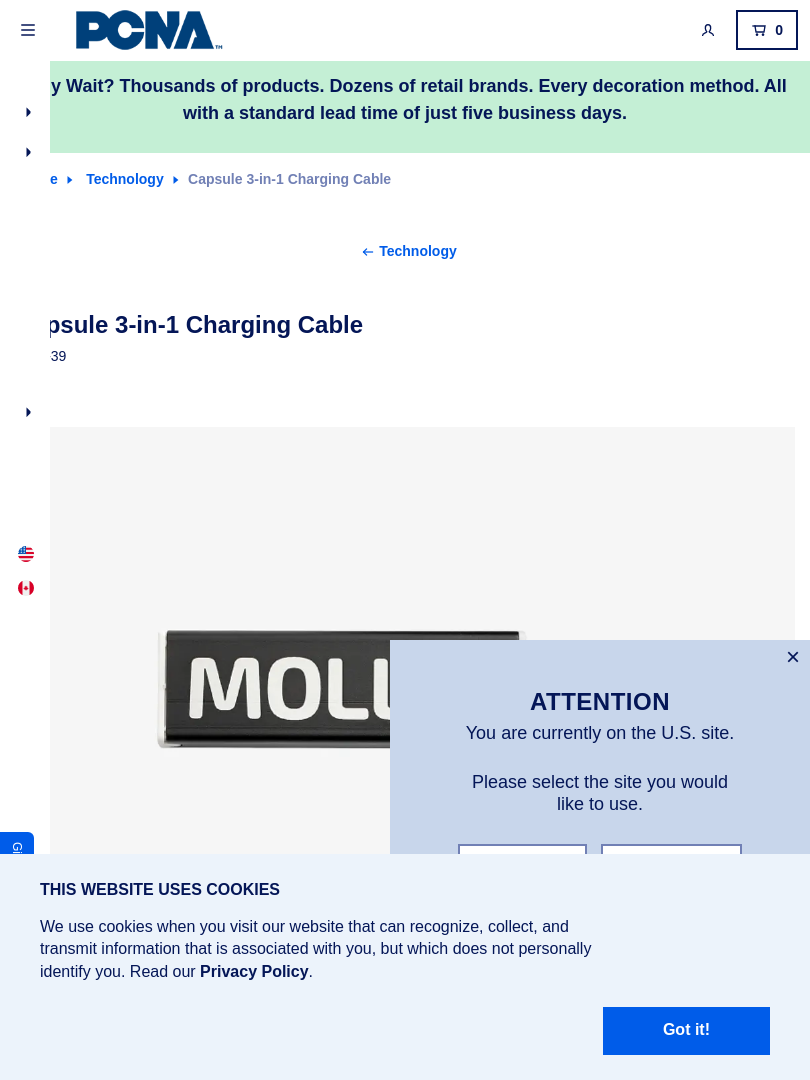 PCNA™
0
y Wait? Thousands of products. Dozens of retail brands. Every decoration method. All
with a standard lead time of just five business days.
e Technology Capsule 3-in-1 Charging Cable
Technology
psule 3-in-1 Charging Cable
39
MOLL
ATTENTION
You are currently on the U.S. site.
Please select the site you would
like to use.
THIS WEBSITE USES COOKIES
We use cookies when you visit our website that can recognize, collect, and
transmit information that is associated with you, but which does not personally
identify you. Read our Privacy Policy.
Got it!